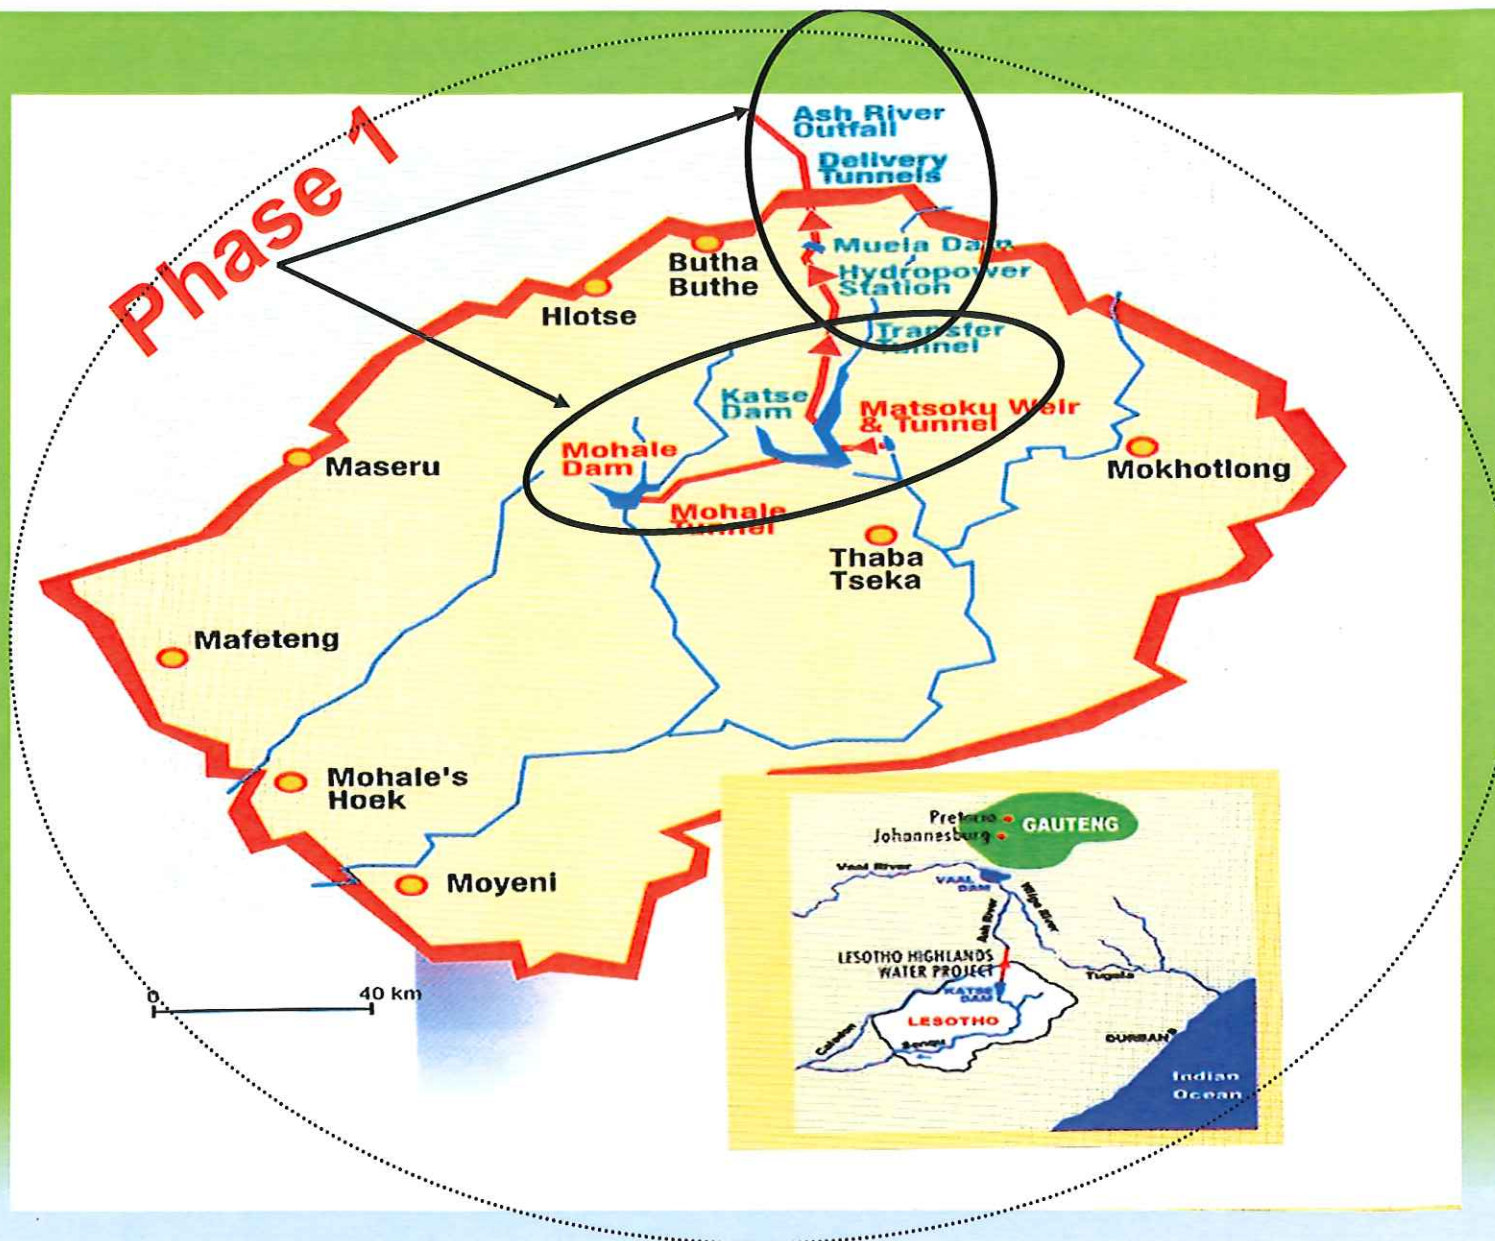 Phase 1
Ash River
Outfall
Delivery
Tunnels
Muela Dam
Hydropower
Station
Transfer
Tunnel
Butha
Buthe
Hlotse
Katse
Dam
Matsoku Weir
& Tunnel
Mohale
Dam
Mohale
Tunnel
Maseru
Mokhotlong
Thaba
Tseka
Mafeteng
Mohale's
Hoek
Moyeni
0 40 km
Pretoria
Johannesburg
GAUTENG
Vaal River
VAAL
DAM
Ash River
Wilge River
LESOTHO HIGHLANDS
WATER PROJECT
KATSE
DAM
Tugela
LESOTHO
Caledon
Senqu
DURBAN
Indian
Ocean